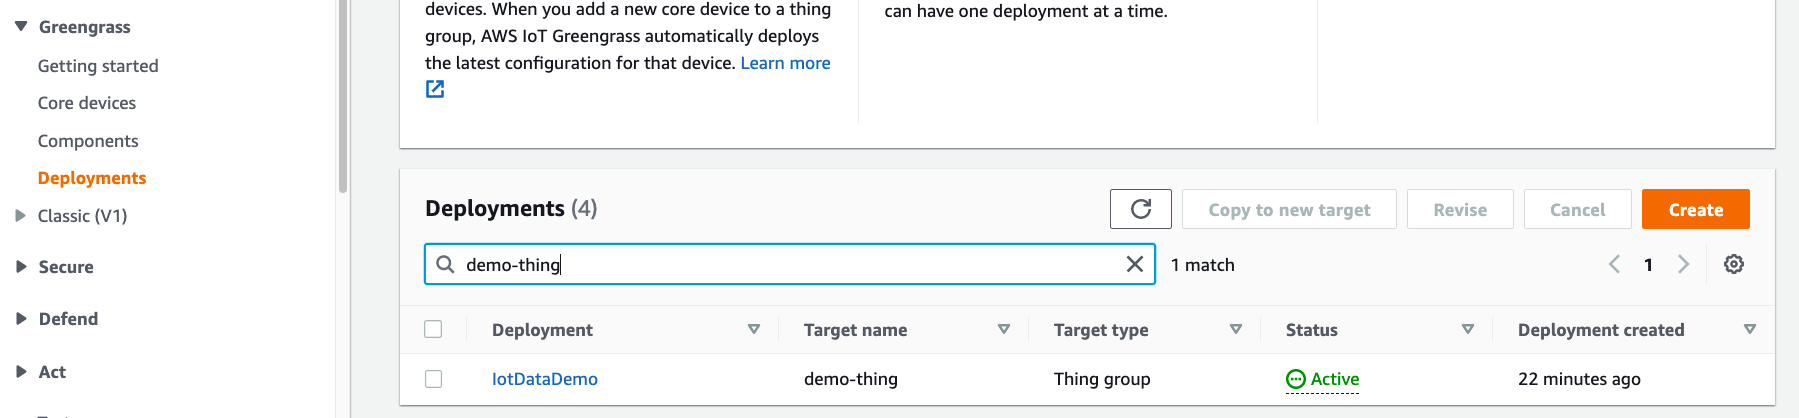 Greengrass
Getting started
Core devices
Components
Deployments
Classic (V1)
Secure
Defend
Act
devices. When you add a new core device to a thing
group, AWS IoT Greengrass automatically deploys
the latest configuration for that device. Learn more
can have one deployment at a time.
Deployments (4)
Copy to new target
Revise
Cancel
Create
demo-thing
1 match
1
Deployment Target name Target type Status Deployment created
IotDataDemo demo-thing Thing group Active 22 minutes ago